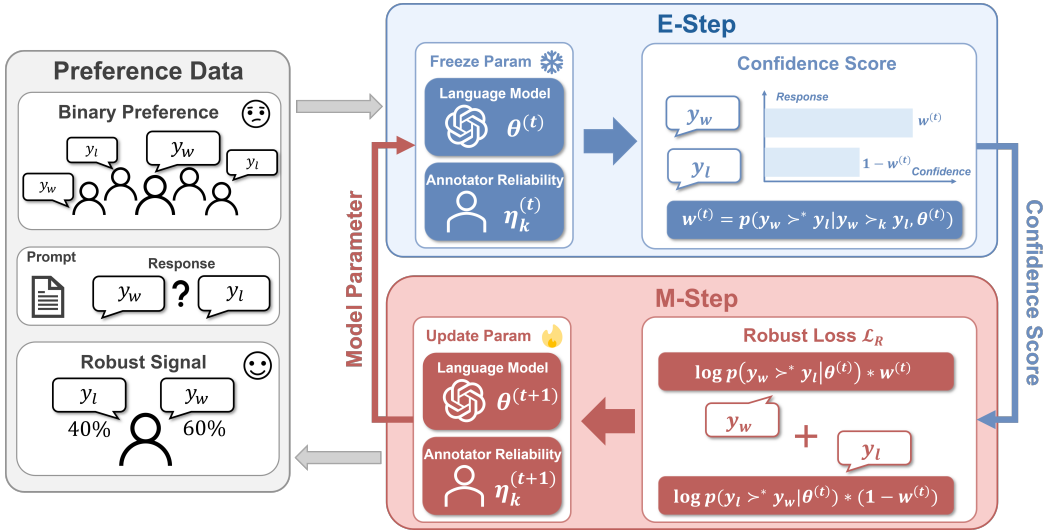 Preference Data
Binary Preference
y_l
y_w
y_l
y_w
Prompt
Response
y_w
?
y_l
Robust Signal
y_l
y_w
40%
60%
Model Parameter
E-Step
Freeze Param
Language Model
θ^(t)
Annotator Reliability
η_k^(t)
Confidence Score
y_w
y_l
Response
w^(t)
1 − w^(t)
Confidence
w^(t) = p(y_w ≻* y_l|y_w ≻_k y_l, θ^(t))
Confidence Score
M-Step
Update Param
Language Model
θ^(t+1)
Annotator Reliability
η_k^(t+1)
Robust Loss ℒ_R
log p(y_w ≻* y_l|θ^(t)) * w^(t)
y_w
+
y_l
log p(y_l ≻* y_w|θ^(t)) * (1 − w^(t))